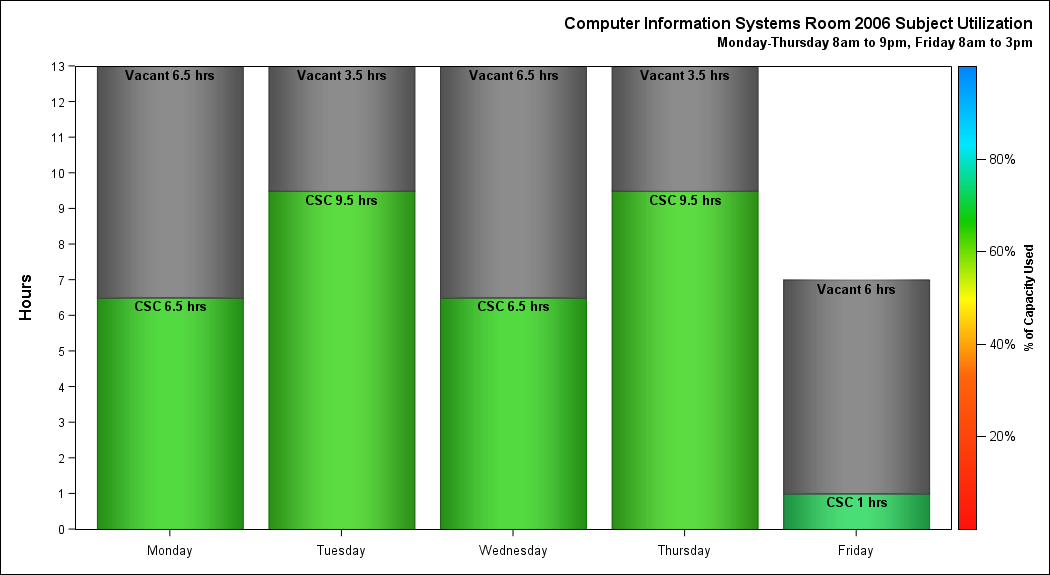 Computer Information Systems Room 2006 Subject Utilization
Monday-Thursday 8am to 9pm, Friday 8am to 3pm
13
12
11
10
9
8
7
6
5
4
3
2
1
0
Hours
Vacant 6.5 hrs
Vacant 3.5 hrs
Vacant 6.5 hrs
Vacant 3.5 hrs
CSC 9.5 hrs
CSC 9.5 hrs
Vacant 6 hrs
CSC 6.5 hrs
CSC 6.5 hrs
CSC 1 hrs
Monday
Tuesday
Wednesday
Thursday
Friday
80%
60%
40%
20%
% of Capacity Used